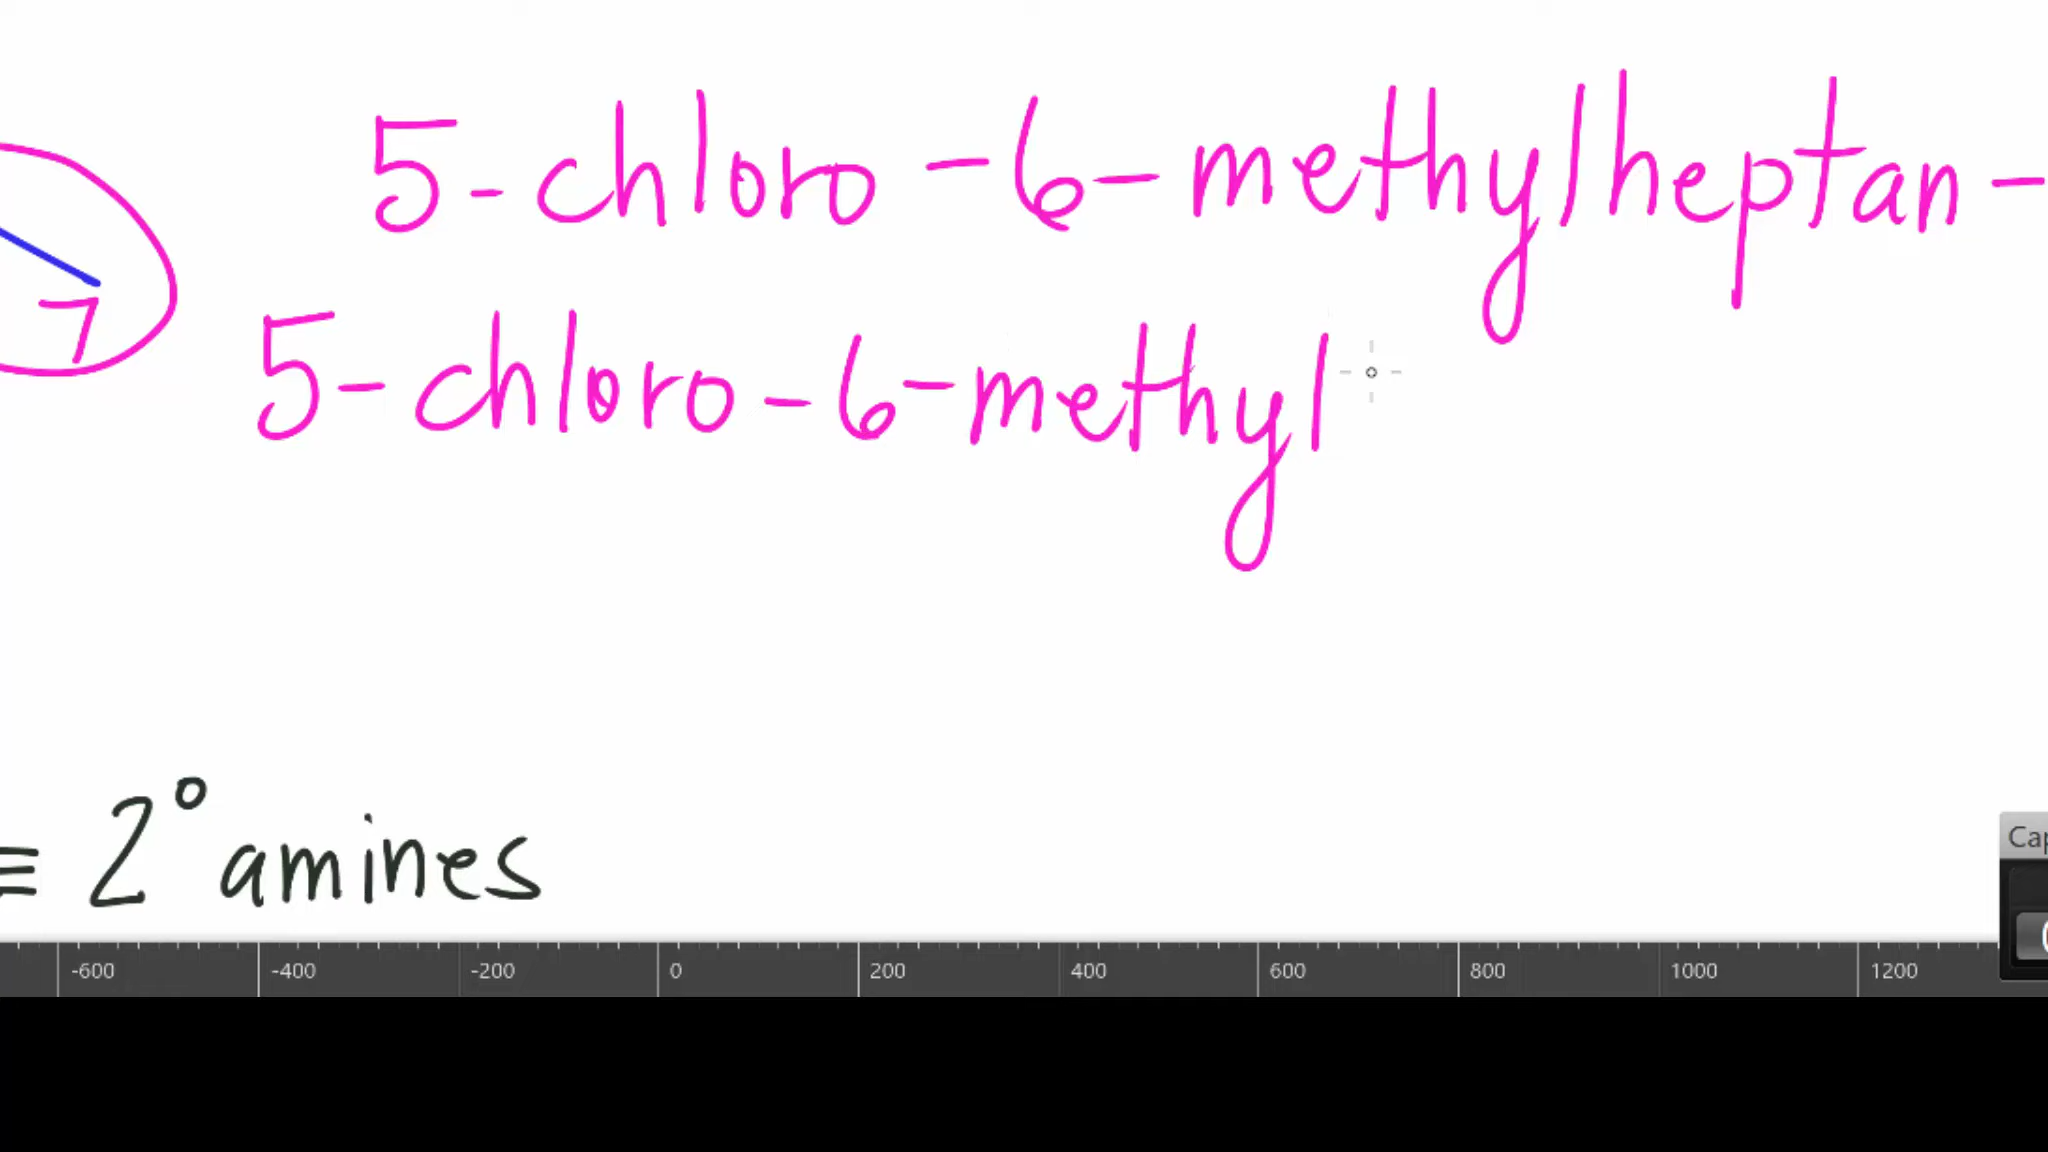 5-chloro-6-methylheptan-
7
5-chloro-6-methyl
≡ 2° amines
-600 -400 -200 0 200 400 600 800 1000 1200